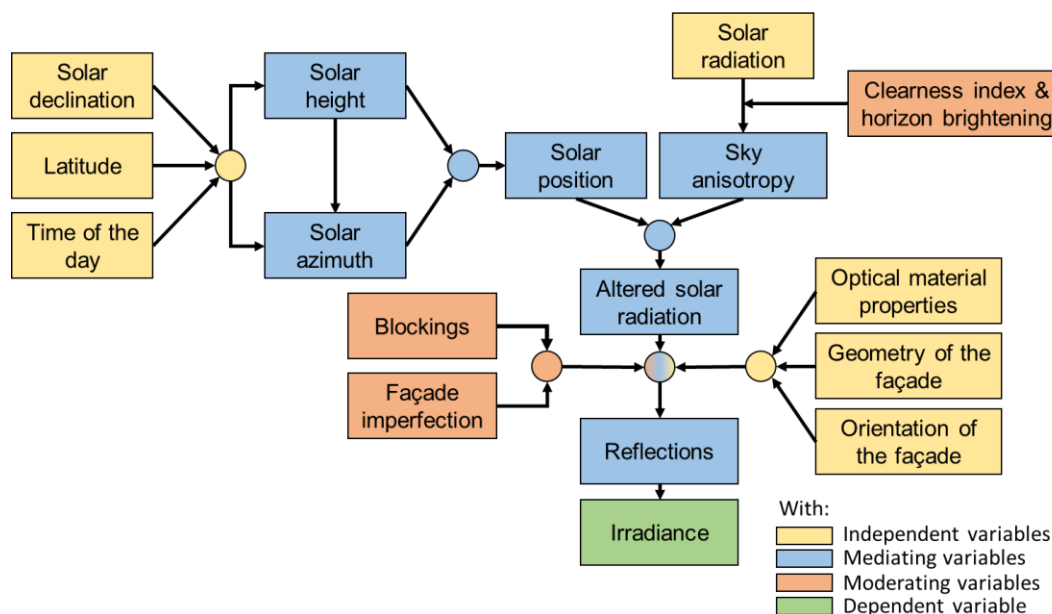 Solar
radiation
Solar
declination
Solar
height
Clearness index &
horizon brightening
Latitude
Solar
position
Sky
anisotropy
Time of the
day
Solar
azimuth
Altered solar
radiation
Optical material
properties
Blockings
Geometry of the
façade
Façade
imperfection
Orientation of
the façade
Reflections
Irradiance
With:
Independent variables
Mediating variables
Moderating variables
Dependent variable